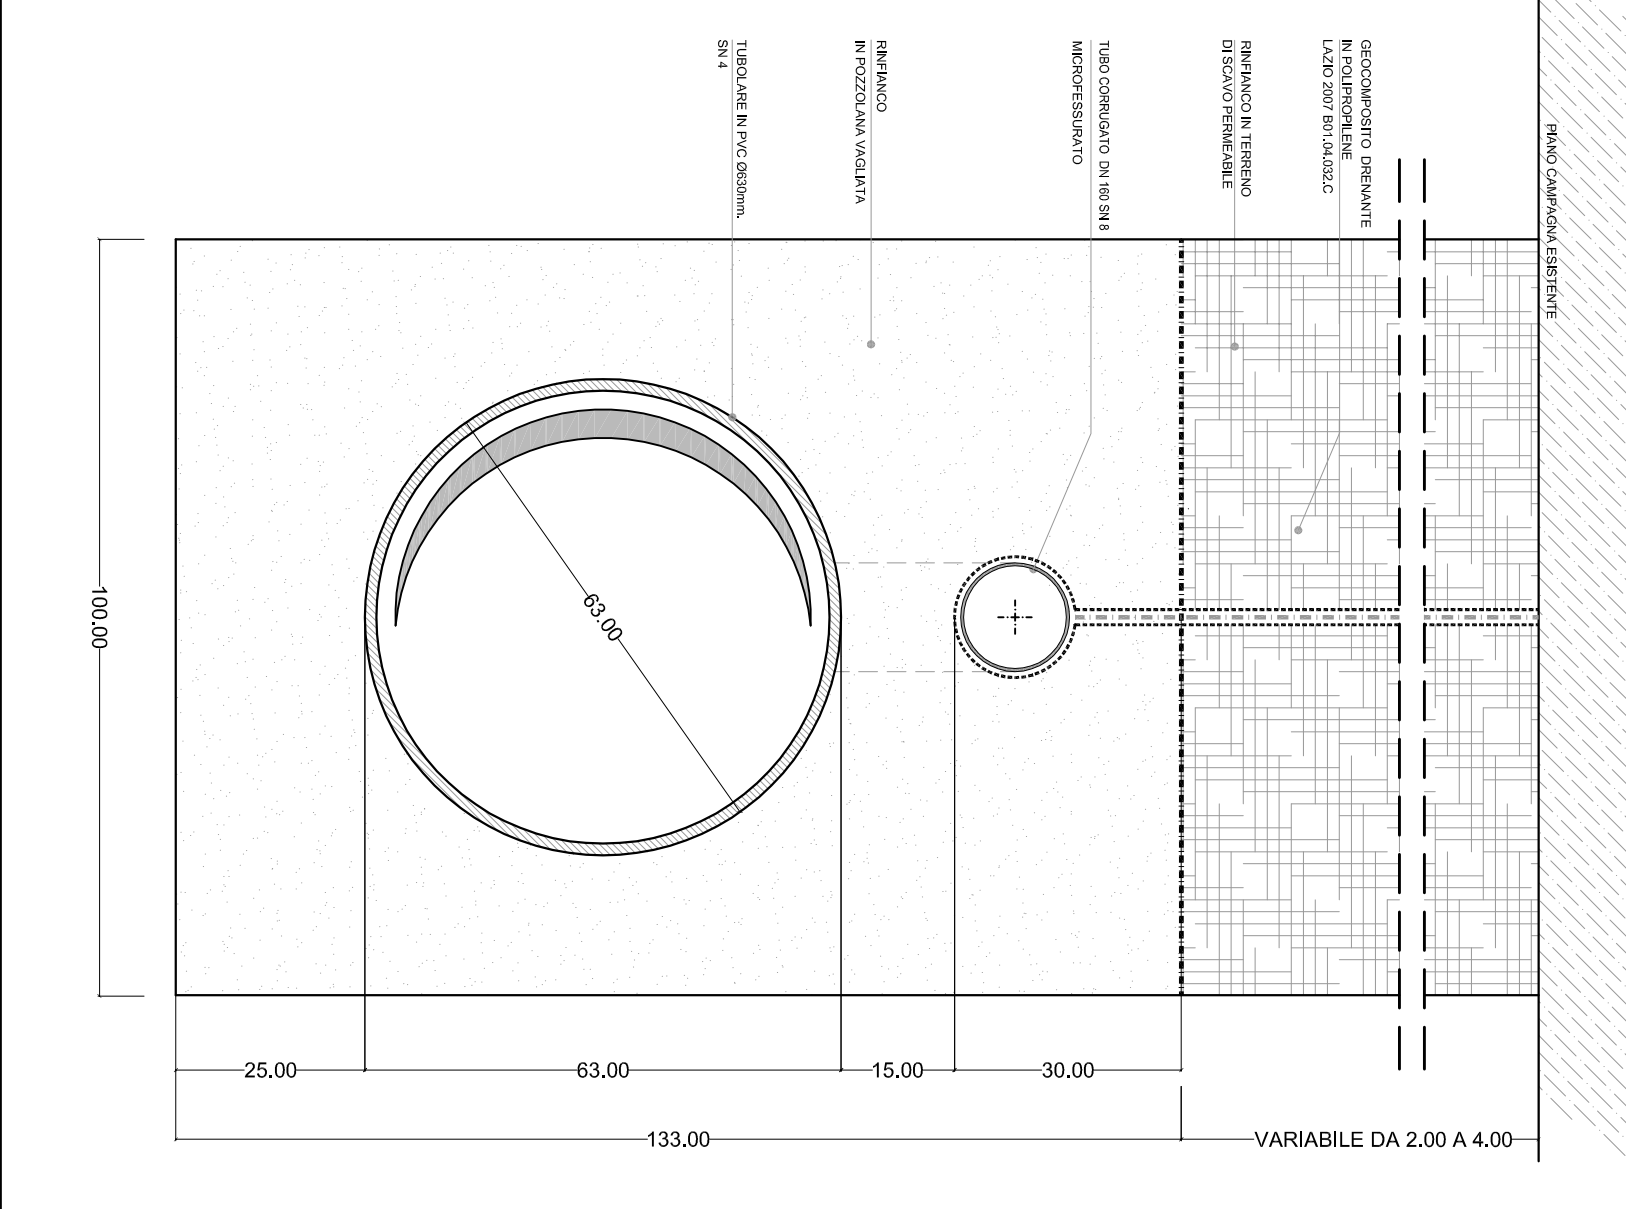 PIANO CAMPAGNA ESISTENTE
GEOCOMPOSITO DRENANTE
IN POLIPROPILENE
LAZIO 2007 B01.04.032.C
RINFIANCO IN TERRENO
DI SCAVO PERMEABILE
TUBO CORRUGATO DN 160 SN 8
MICROFESSURATO
RINFIANCO
IN POZZOLANA VAGLIATA
TUBOLARE IN PVC Ø630mm.
SN 4
63.00
100.00
25.00
63.00
15.00
30.00
133.00
VARIABILE DA 2.00 A 4.00